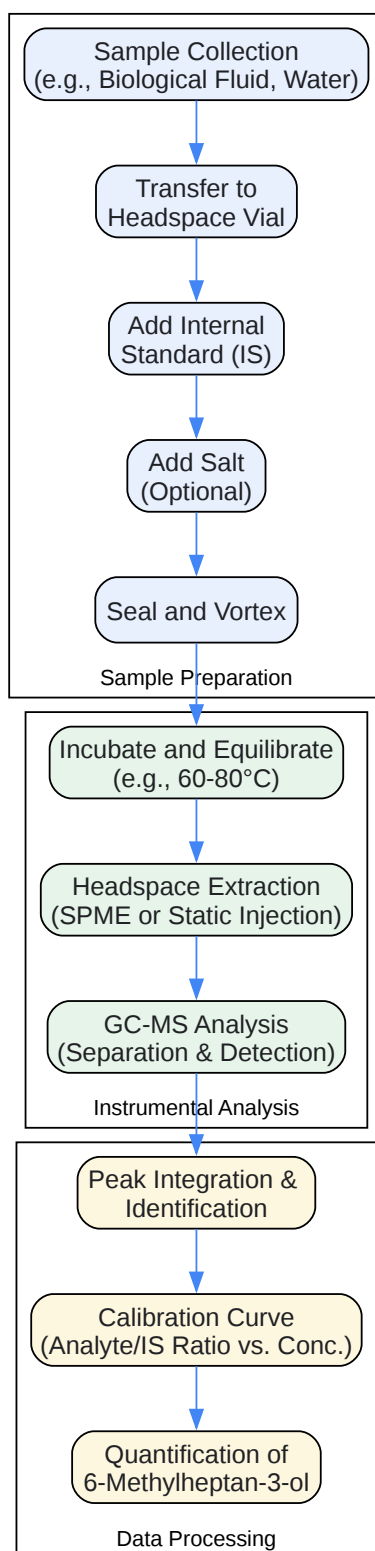 Sample Collection
(e.g., Biological Fluid, Water)
Transfer to
Headspace Vial
Add Internal
Standard (IS)
Add Salt
(Optional)
Seal and Vortex
Sample Preparation
Incubate and Equilibrate
(e.g., 60-80°C)
Headspace Extraction
(SPME or Static Injection)
GC-MS Analysis
(Separation & Detection)
Instrumental Analysis
Peak Integration &
Identification
Calibration Curve
(Analyte/IS Ratio vs. Conc.)
Quantification of
6-Methylheptan-3-ol
Data Processing